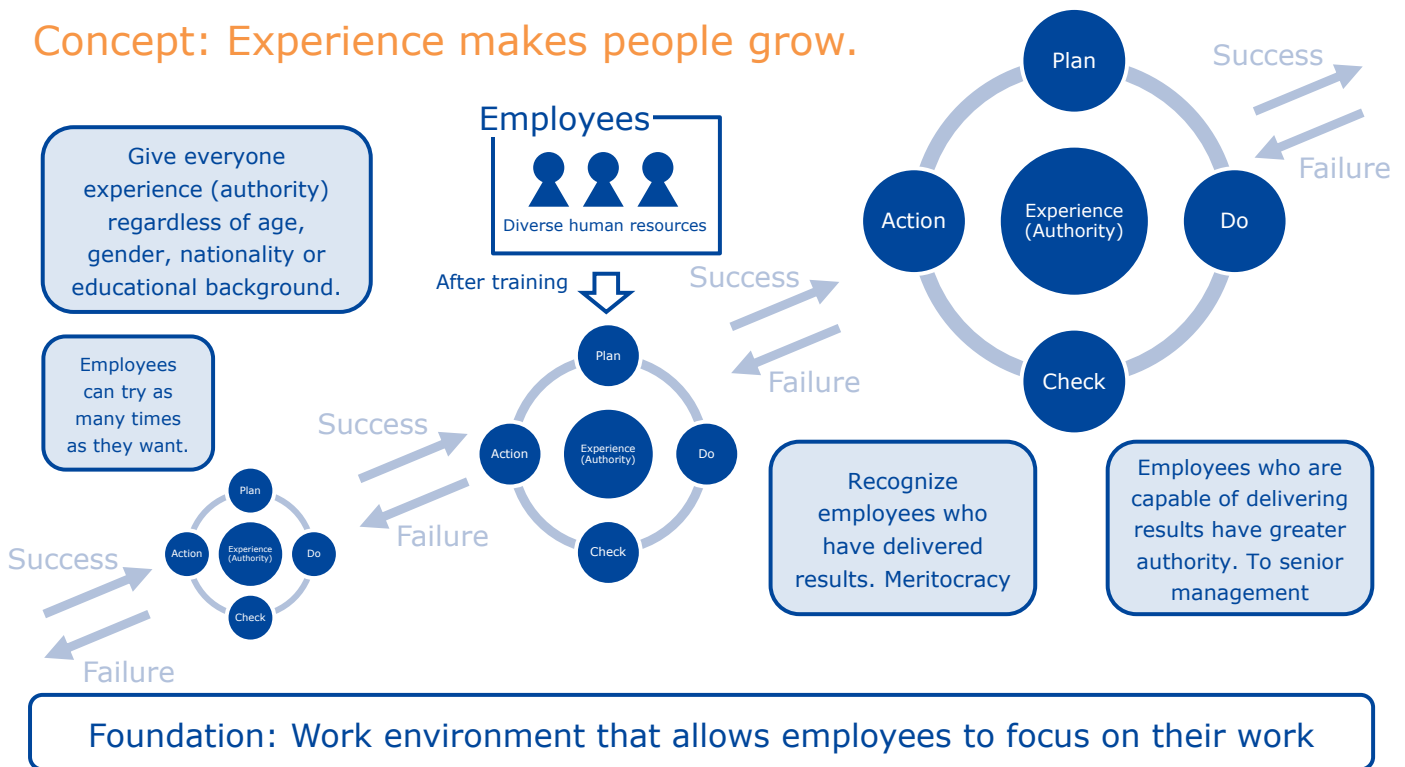 Concept: Experience makes people grow.
Give everyone
experience (authority)
regardless of age,
gender, nationality or
educational background.
Employees
Diverse human resources
After training
Employees
can try as
many times
as they want.
Success
Failure
Plan
Action
Experience
(Authority)
Do
Check
Success
Failure
Plan
Action
Experience
(Authority)
Do
Check
Success
Failure
Plan
Action
Experience
(Authority)
Do
Check
Success
Failure
Recognize
employees who
have delivered
results. Meritocracy
Employees who are
capable of delivering
results have greater
authority. To senior
management
Foundation: Work environment that allows employees to focus on their work